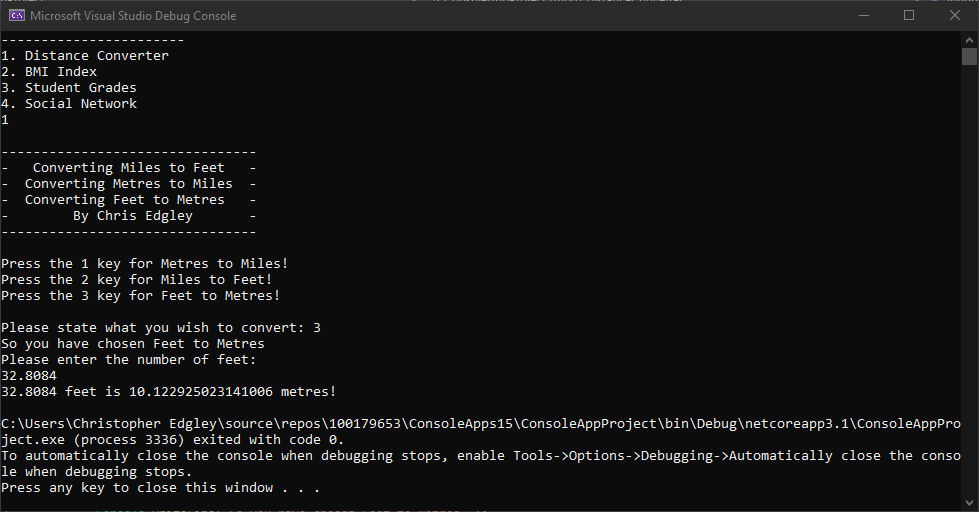 Microsoft Visual Studio Debug Console
-----------------------
1. Distance Converter
2. BMI Index
3. Student Grades
4. Social Network
1
--------------------------------
-   Converting Miles to Feet   -
-  Converting Metres to Miles  -
-  Converting Feet to Metres   -
-        By Chris Edgley       -
--------------------------------
Press the 1 key for Metres to Miles!
Press the 2 key for Miles to Feet!
Press the 3 key for Feet to Metres!
Please state what you wish to convert: 3
So you have chosen Feet to Metres
Please enter the number of feet:
32.8084
32.8084 feet is 10.122925023141006 metres!
C:\Users\Christopher Edgley\source\repos\100179653\ConsoleApps15\ConsoleAppProject\bin\Debug\netcoreapp3.1\ConsoleAppPro
ject.exe (process 3336) exited with code 0.
To automatically close the console when debugging stops, enable Tools->Options->Debugging->Automatically close the conso
le when debugging stops.
Press any key to close this window . . .